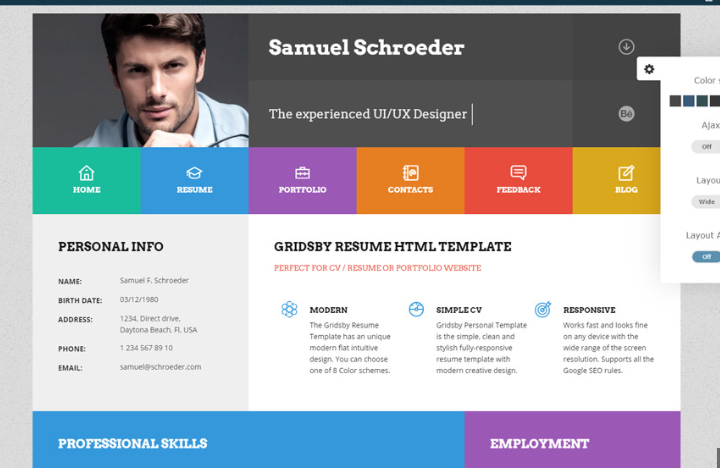 Samuel Schroeder
The experienced UI/UX Designer
Bē
HOME
RESUME
PORTFOLIO
CONTACTS
FEEDBACK
BLOG
Color
Ajax
Off
Wide
Layout
Off
PERSONAL INFO
NAME: Samuel F. Schroeder
BIRTH DATE: 03/12/1980
ADDRESS: 1234, Direct drive,
Daytona Beach, Fl. USA
PHONE: 1 234 567 89 10
EMAIL: samuel@schroeder.com
GRIDSBY RESUME HTML TEMPLATE
PERFECT FOR CV / RESUME OR PORTFOLIO WEBSITE
MODERN
The Gridsby Resume
Template has an unique
modern flat intuitive
design. You can choose
one of 8 Color schemes.
SIMPLE CV
Gridsby Personal Template
is the simple, clean and
stylish fully-responsive
resume template with
modern creative design.
RESPONSIVE
Works fast and looks fine
on any device with the
wide range of the screen
resolution. Supports all the
Google SEO rules.
PROFESSIONAL SKILLS
EMPLOYMENT